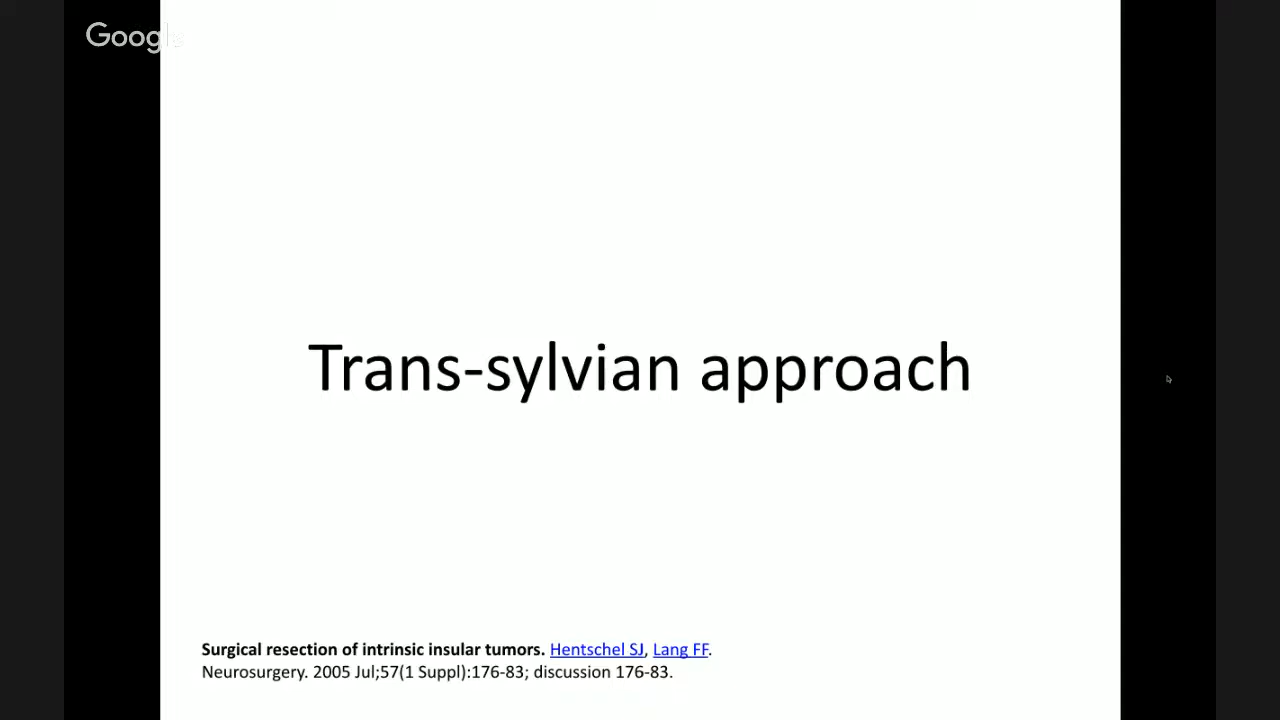 Google
Trans-sylvian approach
Surgical resection of intrinsic insular tumors. Hentschel SJ, Lang FF.
Neurosurgery. 2005 Jul;57(1 Suppl):176-83; discussion 176-83.